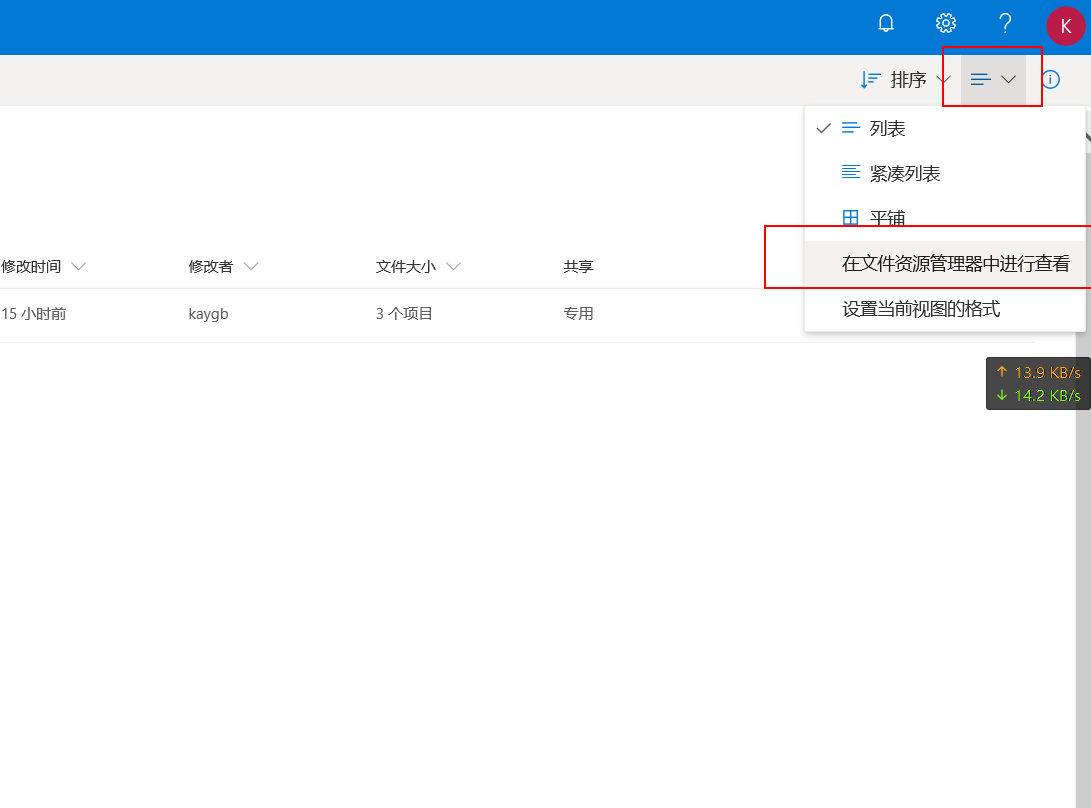 K
排序
列表
紧凑列表
平铺
在文件资源管理器中进行查看
设置当前视图的格式
修改时间 修改者 文件大小 共享
15 小时前 kaygb 3 个项目 专用
↑ 13.9 KB/s
↓ 14.2 KB/s